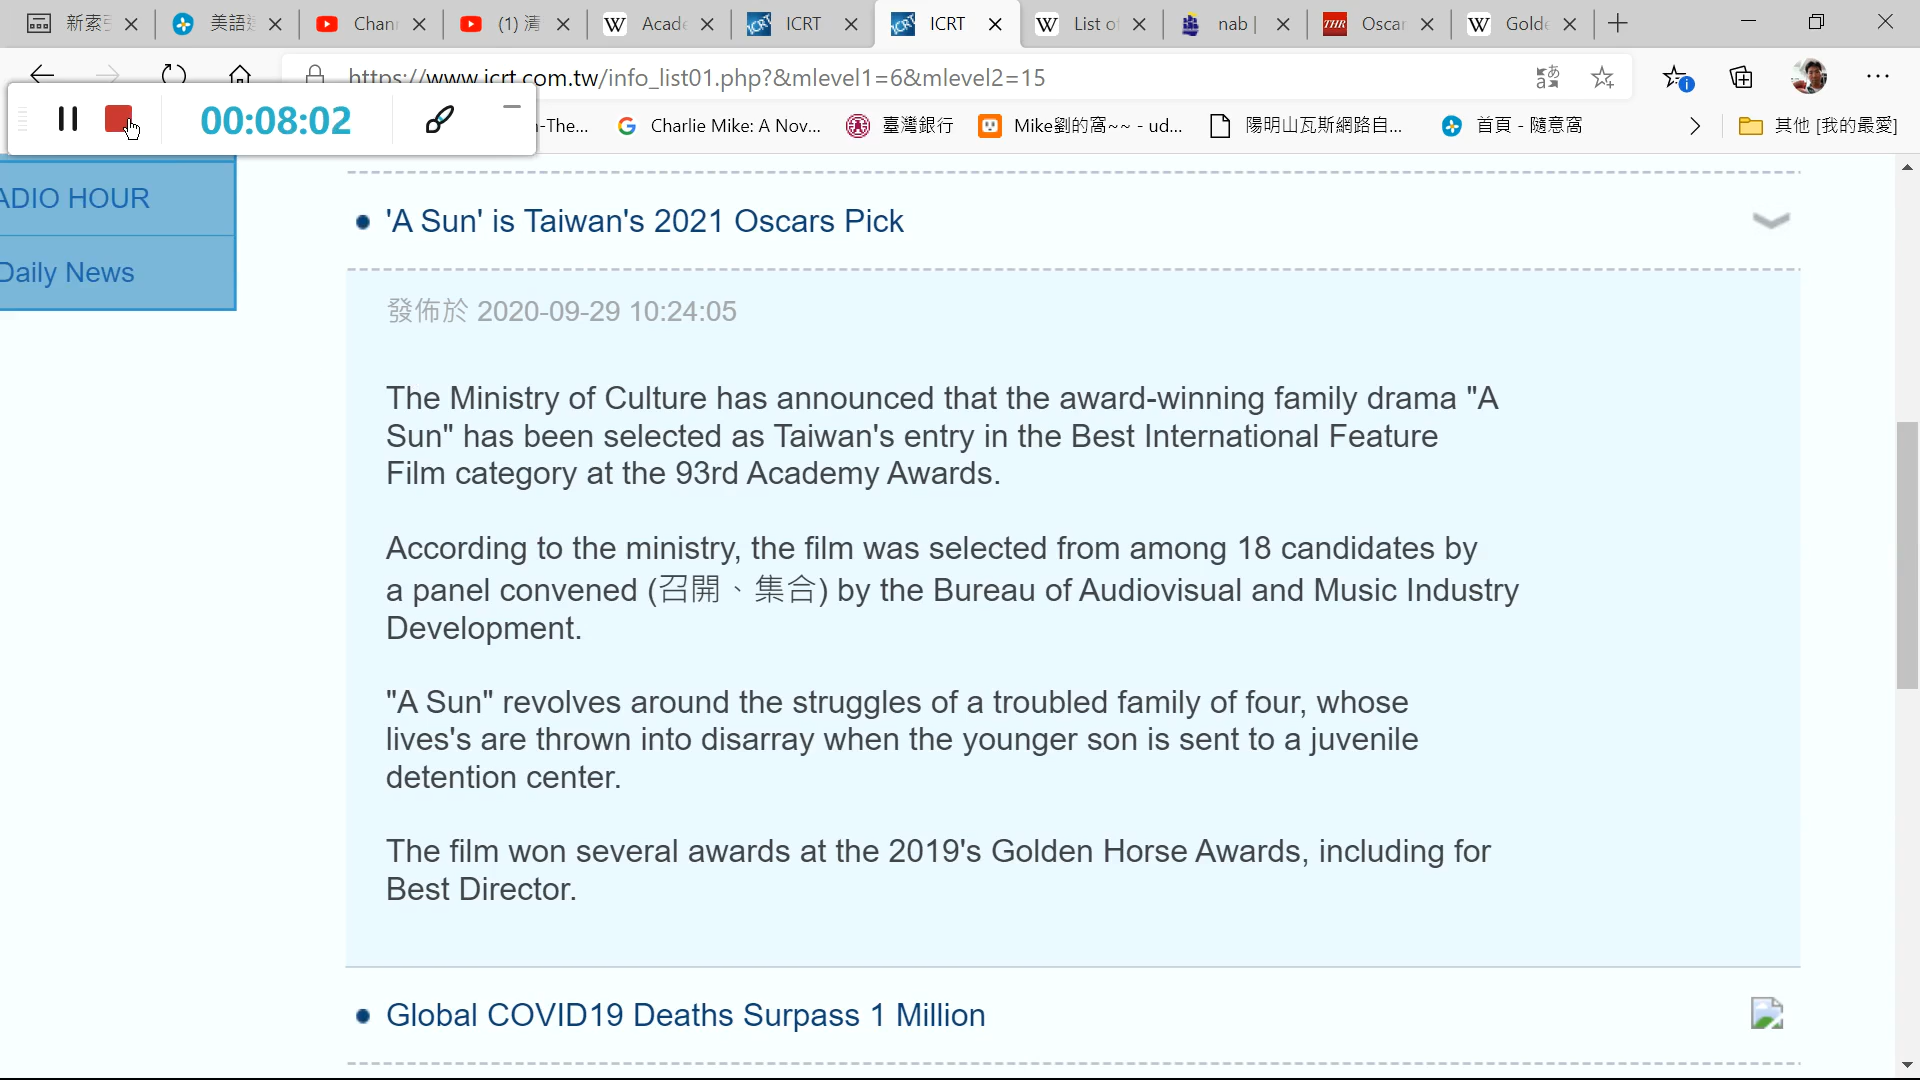 新索
美語
Chan
(1) 清
Acade
ICRT
ICRT
List of
nab |
Oscar
Golde
https://www.icrt.com.tw/info_list01.php?&mlevel1=6&mlevel2=15
00:08:02
n-The...
Charlie Mike: A Nov...
臺灣銀行
Mike劉的窩~~ - ud...
陽明山瓦斯網路自...
首頁 - 隨意窩
其他 [我的最愛]
ADIO HOUR
Daily News
'A Sun' is Taiwan's 2021 Oscars Pick
發佈於 2020-09-29 10:24:05
The Ministry of Culture has announced that the award-winning family drama "A
Sun" has been selected as Taiwan's entry in the Best International Feature
Film category at the 93rd Academy Awards.
According to the ministry, the film was selected from among 18 candidates by
a panel convened (召開、集合) by the Bureau of Audiovisual and Music Industry
Development.
"A Sun" revolves around the struggles of a troubled family of four, whose
lives's are thrown into disarray when the younger son is sent to a juvenile
detention center.
The film won several awards at the 2019's Golden Horse Awards, including for
Best Director.
Global COVID19 Deaths Surpass 1 Million